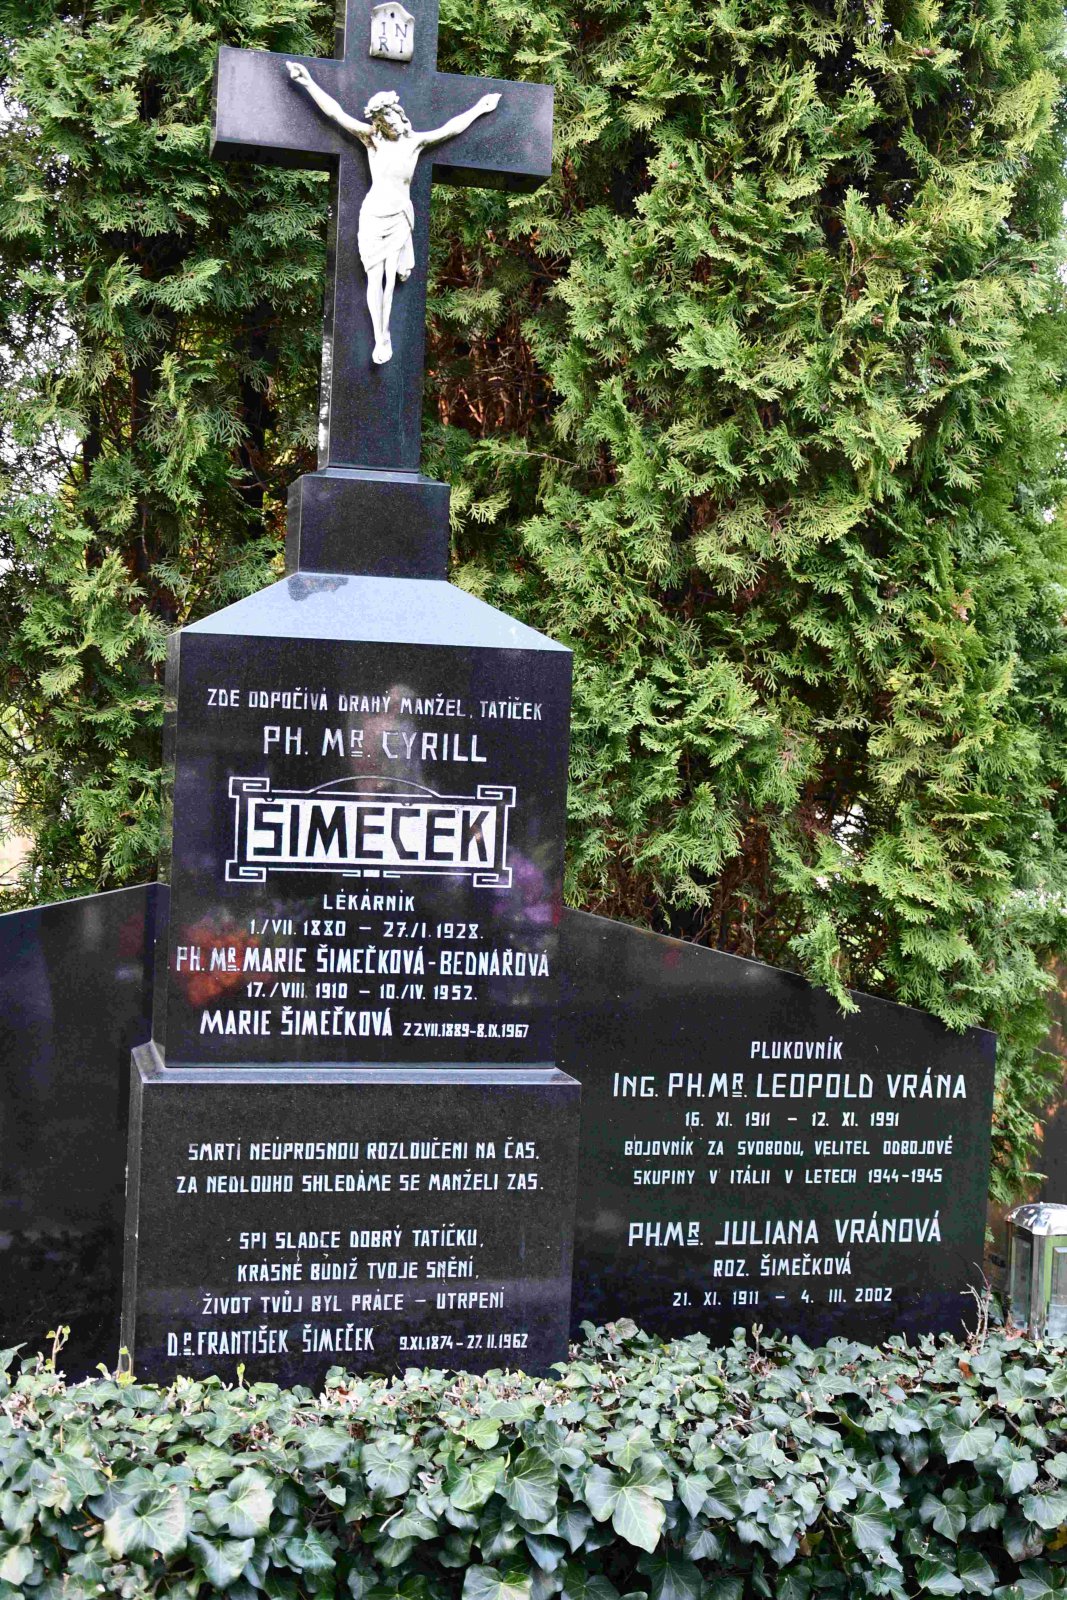 IN
RI
ZDE ODPOČÍVÁ DRAHÝ MANŽEL, TATÍČEK
PH. MR. CYRILL
ŠIMEČEK
LÉKÁRNÍK
1./VII. 1880 – 27./I. 1928.
PH. MR. MARIE ŠIMEČKOVÁ-BEDNÁŘOVÁ
17./VIII. 1910 – 10./IV. 1952.
MARIE ŠIMEČKOVÁ 22.VII.1889-8.IX.1967
SMRTÍ NEÚPROSNOU ROZLOUČENI NA ČAS.
ZA NEDLOUHO SHLEDÁME SE MANŽELI ZAS.
SPI SLADCE DOBRÝ TATÍČKU,
KRÁSNÉ BUDIŽ TVOJE SNĚNÍ,
ŽIVOT TVŮJ BYL PRÁCE – UTRPENÍ
DR. FRANTIŠEK ŠIMEČEK 9.XI.1874-27.II.1962
PLUKOVNÍK
ING. PH.MR. LEOPOLD VRÁNA
16. XI. 1911 – 12. XI. 1991
BOJOVNÍK ZA SVOBODU, VELITEL ODBOJOVÉ
SKUPINY V ITÁLII V LETECH 1944-1945
PH.MR. JULIANA VRÁNOVÁ
ROZ. ŠIMEČKOVÁ
21. XI. 1911 – 4. III. 2002